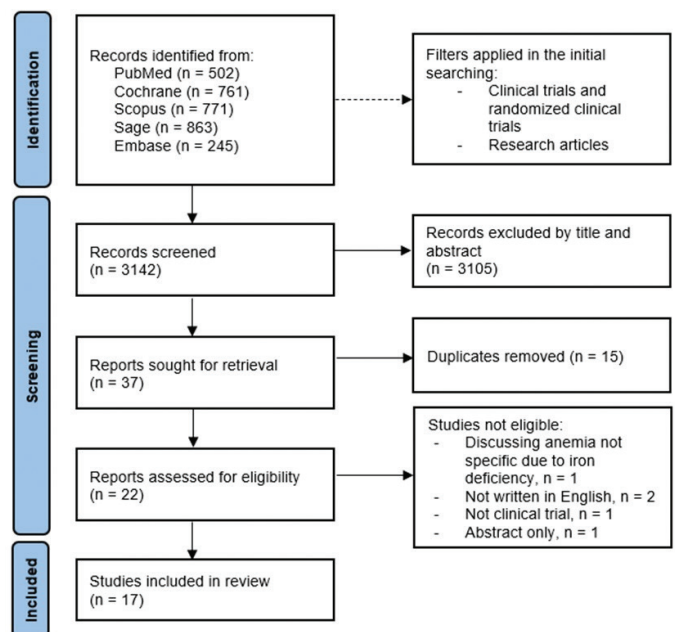 Identification
Records identified from:
PubMed (n = 502)
Cochrane (n = 761)
Scopus (n = 771)
Sage (n = 863)
Embase (n = 245)
Filters applied in the initial
searching:
- Clinical trials and
randomized clinical
trials
- Research articles
Screening
Records screened
(n = 3142)
Records excluded by title and
abstract
(n = 3105)
Reports sought for retrieval
(n = 37)
Duplicates removed (n = 15)
Reports assessed for eligibility
(n = 22)
Studies not eligible:
- Discussing anemia not
specific due to iron
deficiency, n = 1
- Not written in English, n = 2
- Not clinical trial, n = 1
- Abstract only, n = 1
Included
Studies included in review
(n = 17)